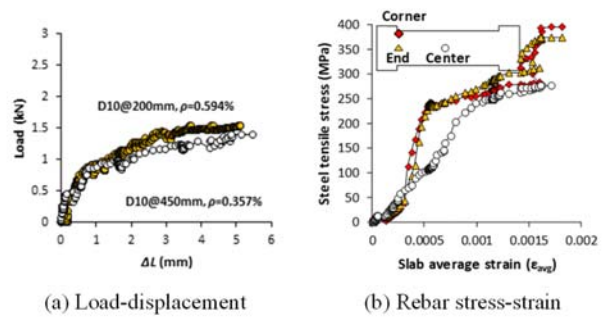 3
2.5
2
1.5
1
0.5
0
Load (kN)
D10@200mm, ρ=0.594%
D10@450mm, ρ=0.357%
0 1 2 3 4 5 6
ΔL (mm)
(a) Load-displacement
400
350
300
250
200
150
100
50
0
Steel tensile stress (MPa)
Corner
End Center
0 0.0005 0.001 0.0015 0.002
Slab average strain (εavg)
(b) Rebar stress-strain